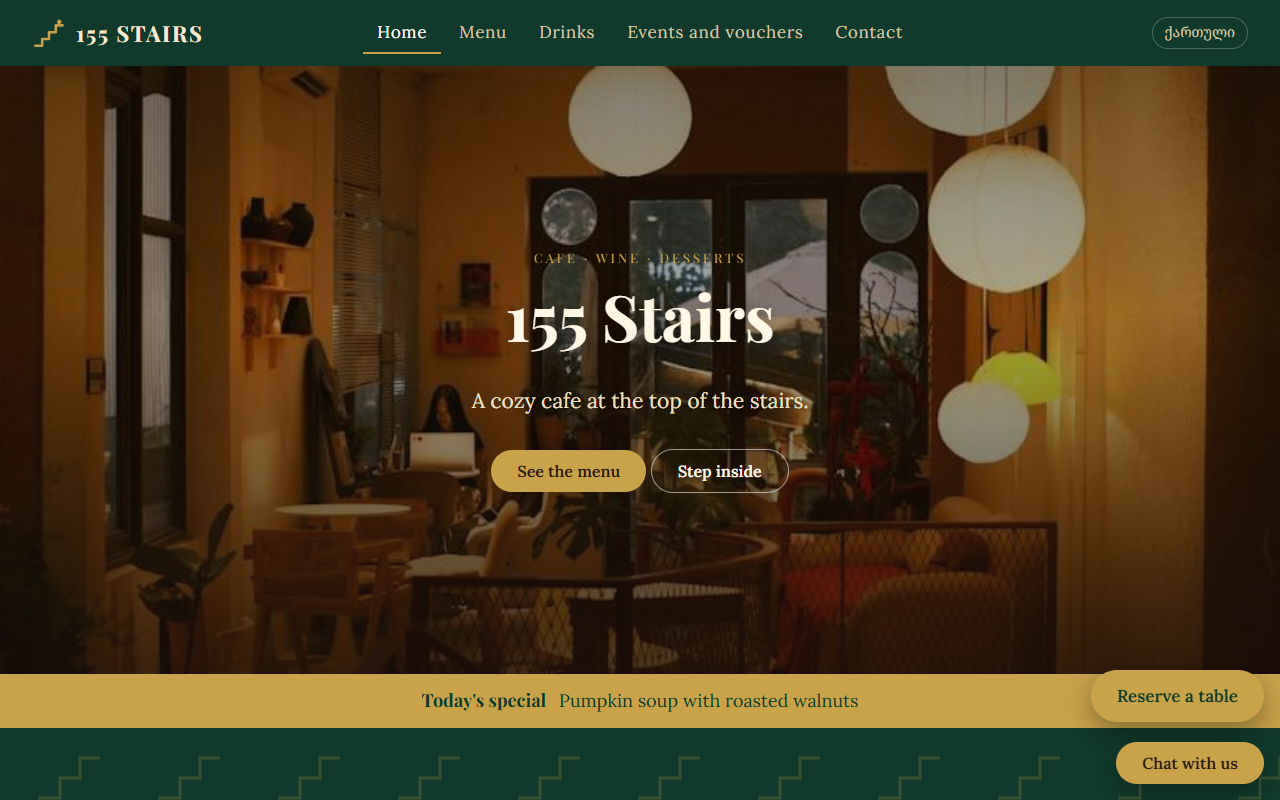 155 STAIRS
Home
Menu
Drinks
Events and vouchers
Contact
ქართული
CAFE · WINE · DESSERTS
155 Stairs
A cozy cafe at the top of the stairs.
See the menu
Step inside
Today's special Pumpkin soup with roasted walnuts
Reserve a table
Chat with us